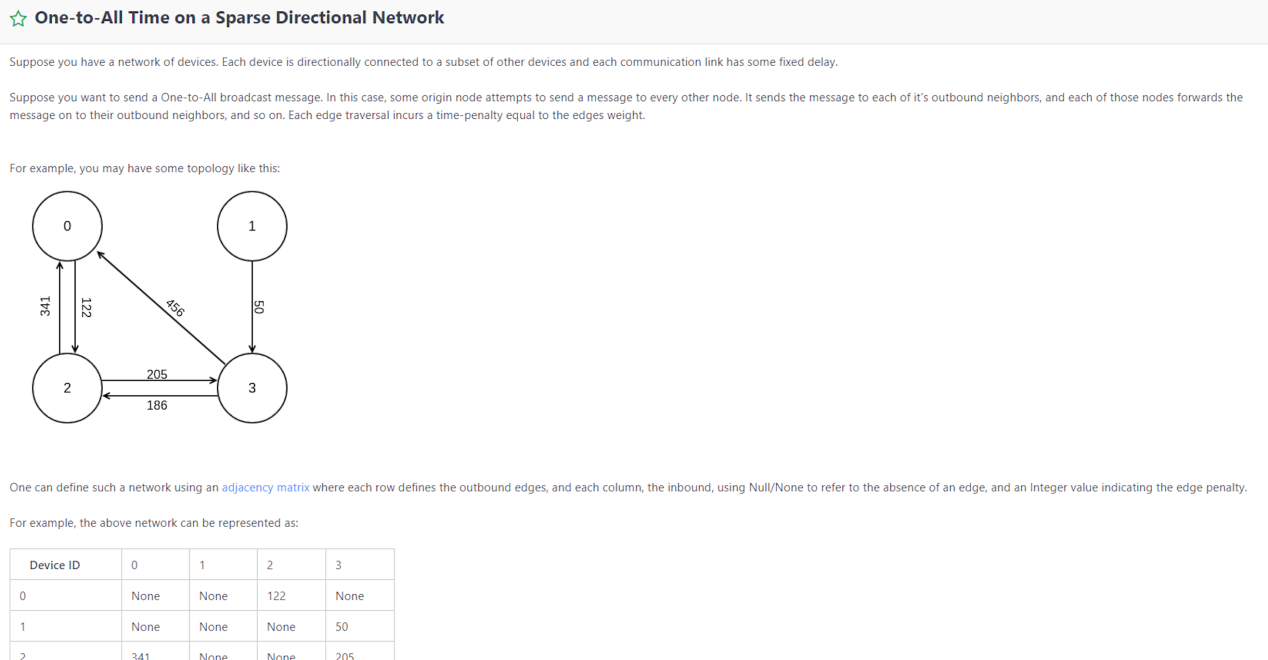 One-to-All Time on a Sparse Directional Network
Suppose you have a network of devices. Each device is directionally connected to a subset of other devices and each communication link has some fixed delay.
Suppose you want to send a One-to-All broadcast message. In this case, some origin node attempts to send a message to every other node. It sends the message to each of it's outbound neighbors, and each of those nodes forwards the
message on to their outbound neighbors, and so on. Each edge traversal incurs a time-penalty equal to the edges weight.
For example, you may have some topology like this:
0
1
341
122
456
50
2
205
3
186
One can define such a network using an adjacency matrix where each row defines the outbound edges, and each column, the inbound, using Null/None to refer to the absence of an edge, and an Integer value indicating the edge penalty.
For example, the above network can be represented as:
Device ID 0 1 2 3
0 None None 122 None
1 None None None 50
2 341 None None 205